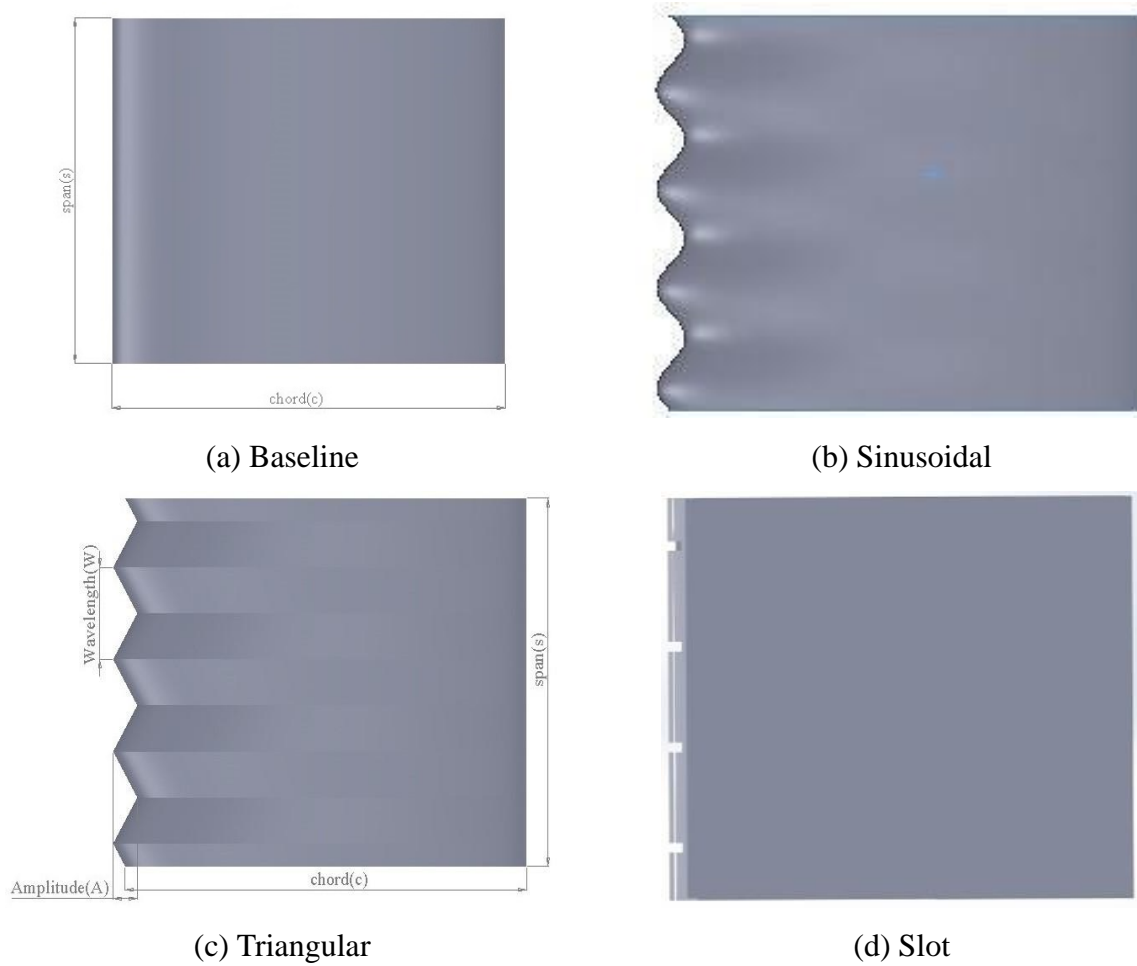 span(s)
chord(c)
(a) Baseline
(b) Sinusoidal
Wavelength(W)
span(s)
Amplitude(A)
chord(c)
(c) Triangular
(d) Slot